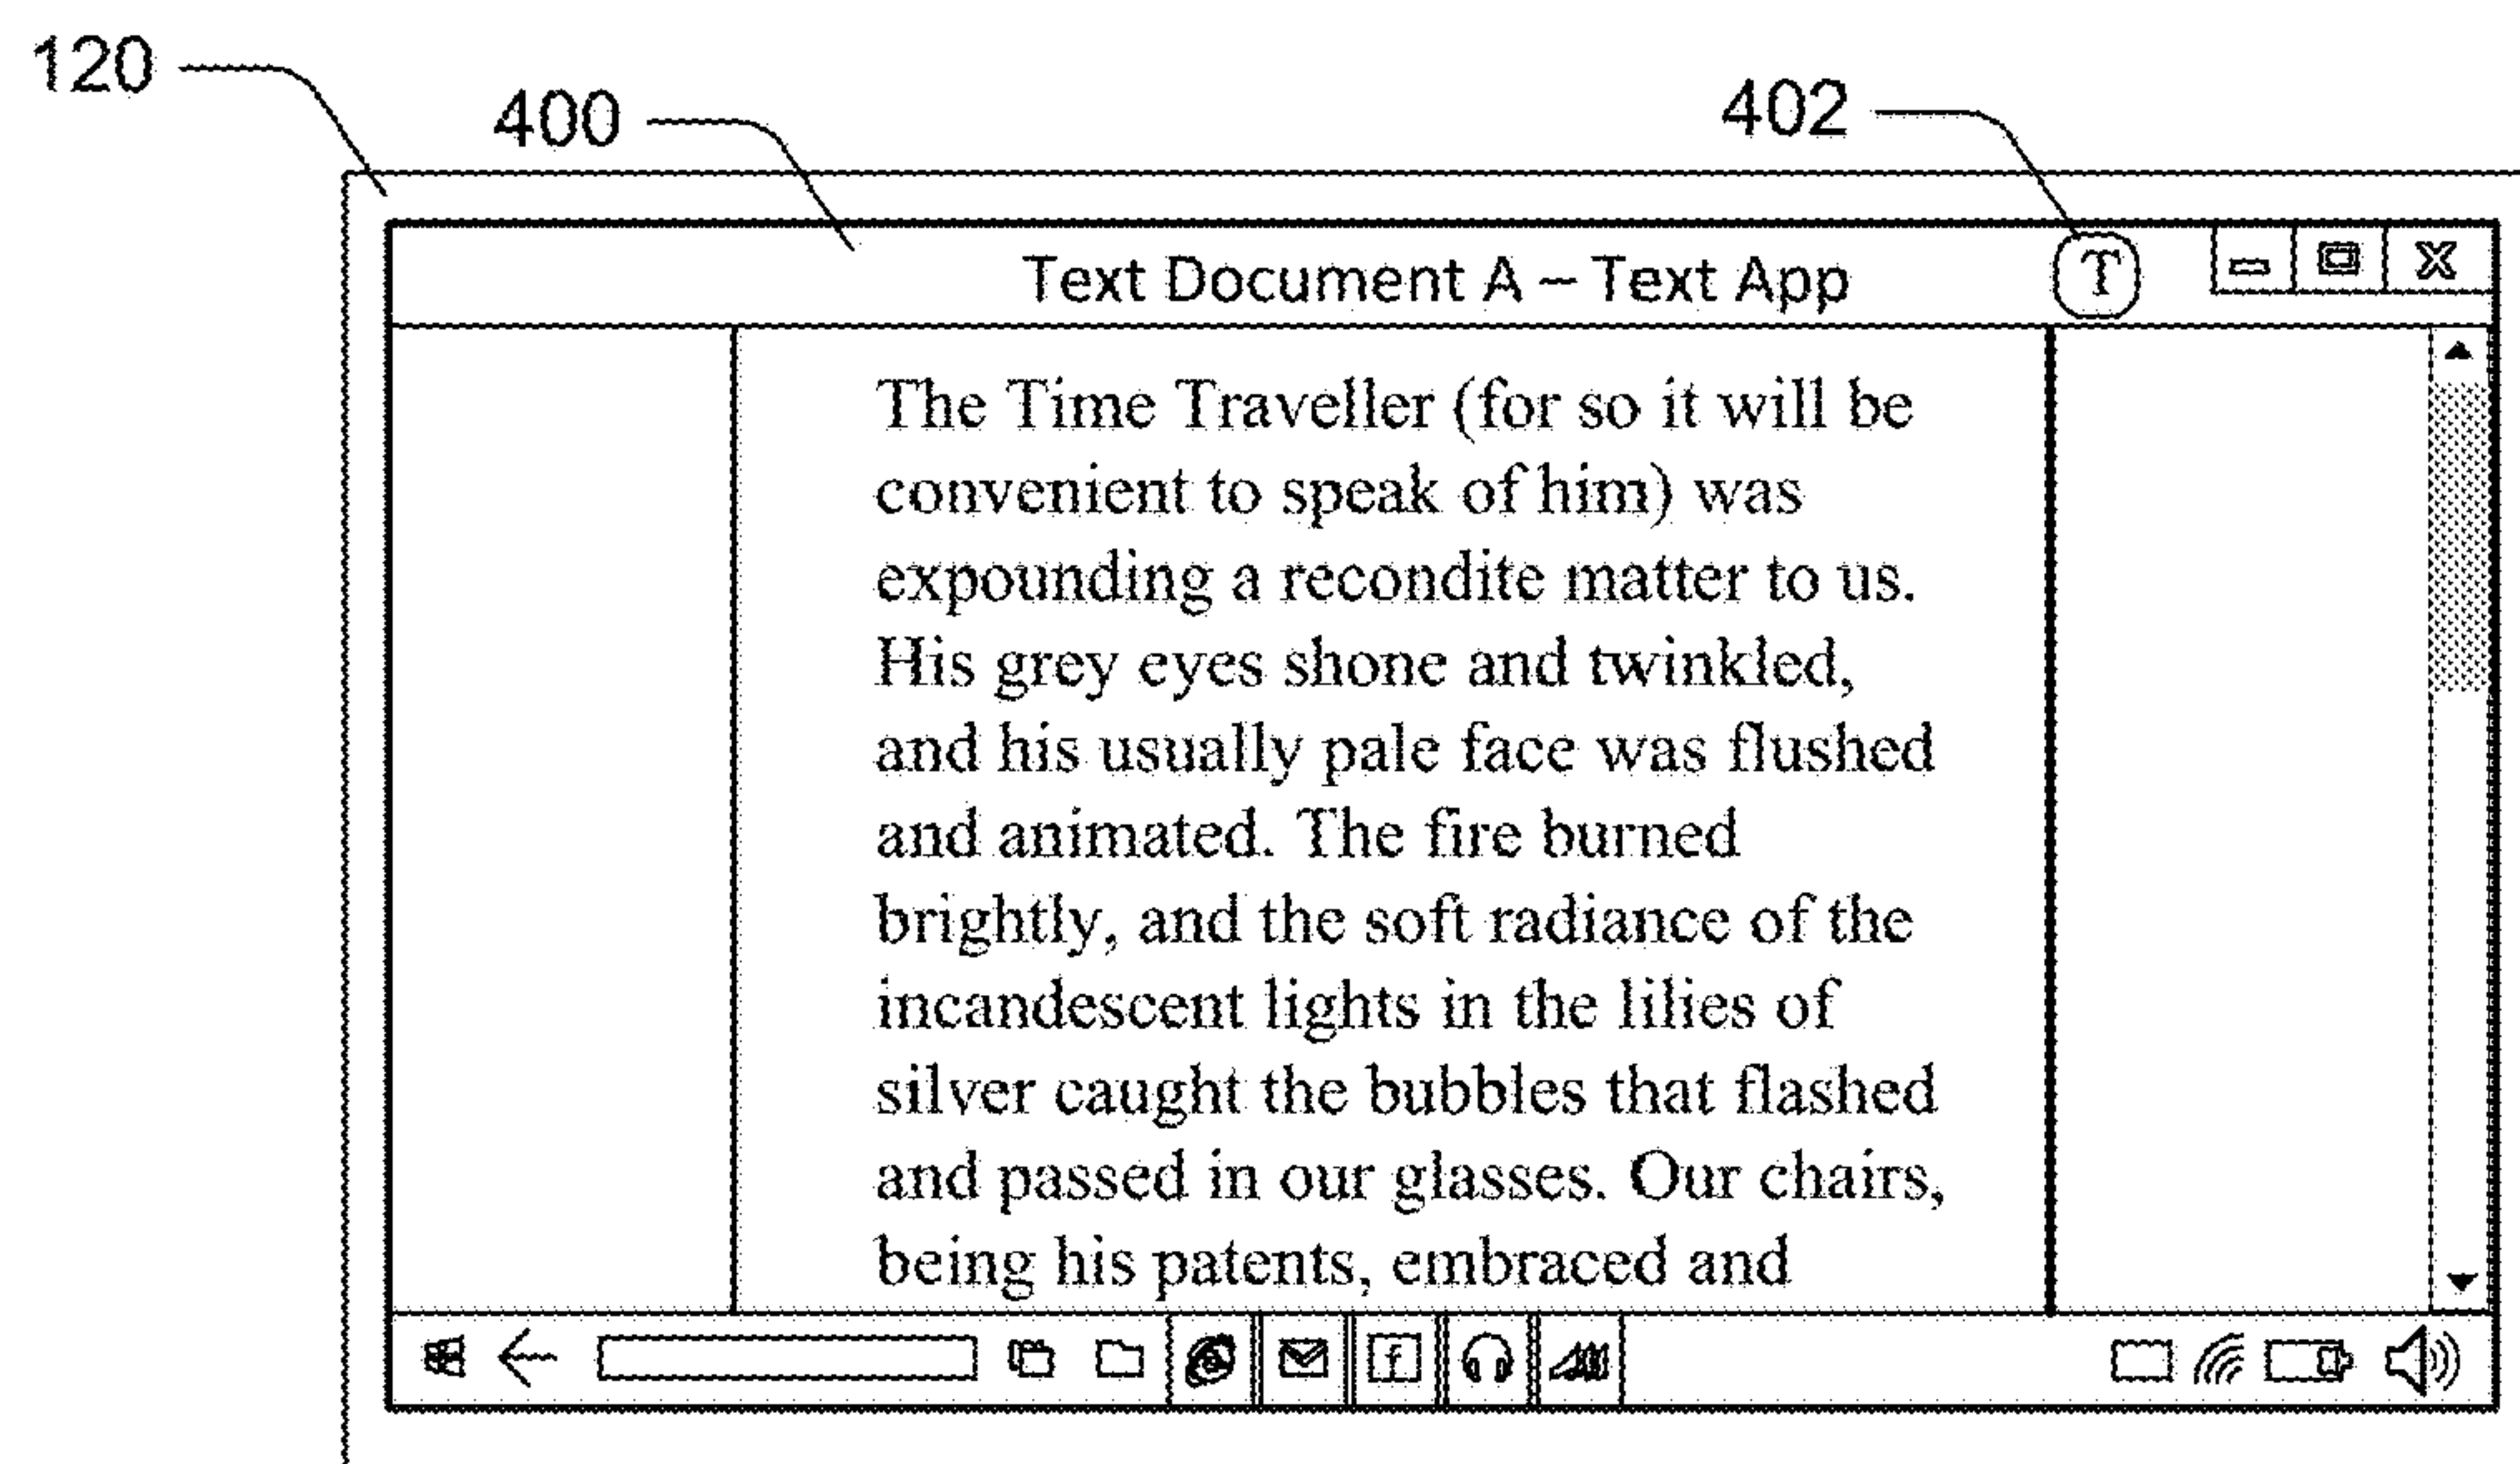 120
400
402
Text Document A – Text App
T
X
The Time Traveller (for so it will be
convenient to speak of him) was
expounding a recondite matter to us.
His grey eyes shone and twinkled,
and his usually pale face was flushed
and animated. The fire burned
brightly, and the soft radiance of the
incandescent lights in the lilies of
silver caught the bubbles that flashed
and passed in our glasses. Our chairs,
being his patents, embraced and
f